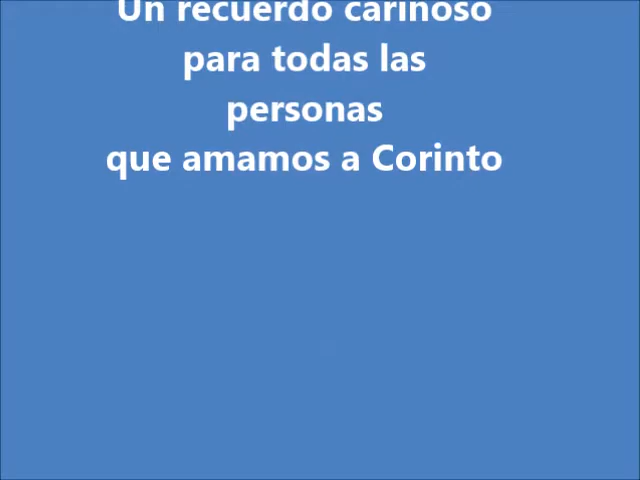 Un recuerdo cariñoso
para todas las
personas
que amamos a Corinto